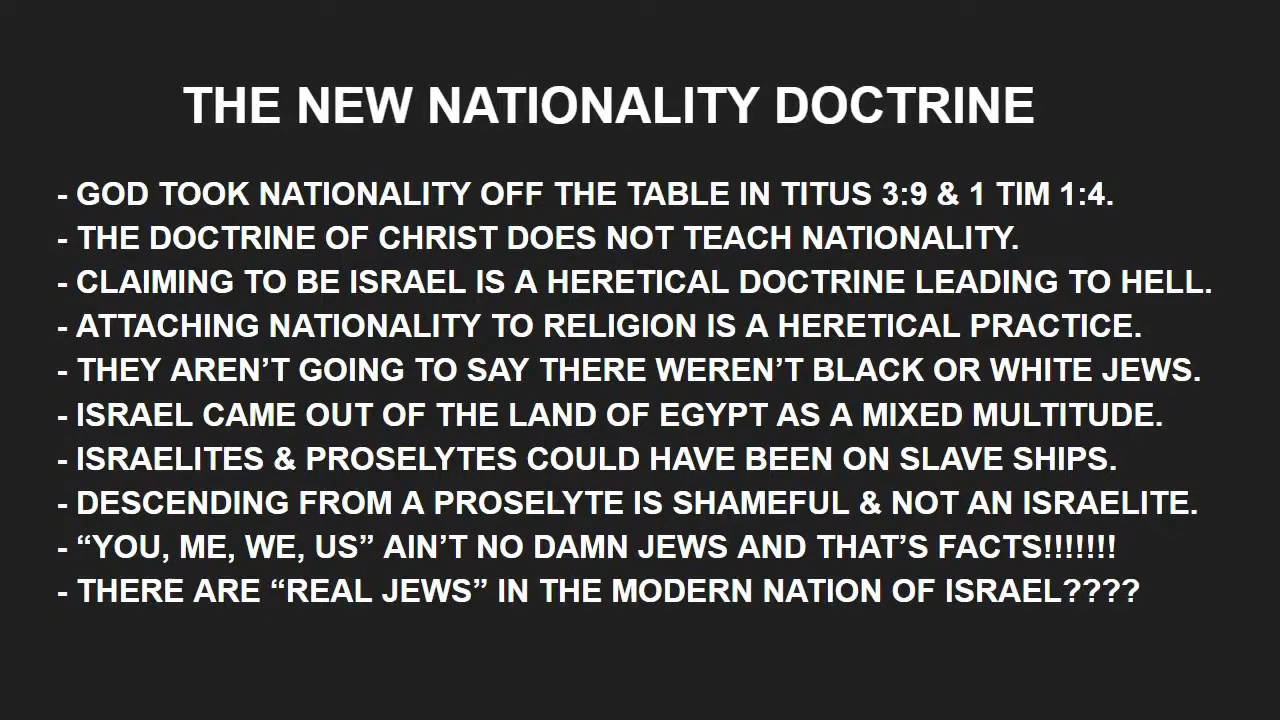 THE NEW NATIONALITY DOCTRINE
- GOD TOOK NATIONALITY OFF THE TABLE IN TITUS 3:9 & 1 TIM 1:4.
- THE DOCTRINE OF CHRIST DOES NOT TEACH NATIONALITY.
- CLAIMING TO BE ISRAEL IS A HERETICAL DOCTRINE LEADING TO HELL.
- ATTACHING NATIONALITY TO RELIGION IS A HERETICAL PRACTICE.
- THEY AREN’T GOING TO SAY THERE WEREN’T BLACK OR WHITE JEWS.
- ISRAEL CAME OUT OF THE LAND OF EGYPT AS A MIXED MULTITUDE.
- ISRAELITES & PROSELYTES COULD HAVE BEEN ON SLAVE SHIPS.
- DESCENDING FROM A PROSELYTE IS SHAMEFUL & NOT AN ISRAELITE.
- “YOU, ME, WE, US” AIN’T NO DAMN JEWS AND THAT’S FACTS!!!!!!!
- THERE ARE “REAL JEWS” IN THE MODERN NATION OF ISRAEL????